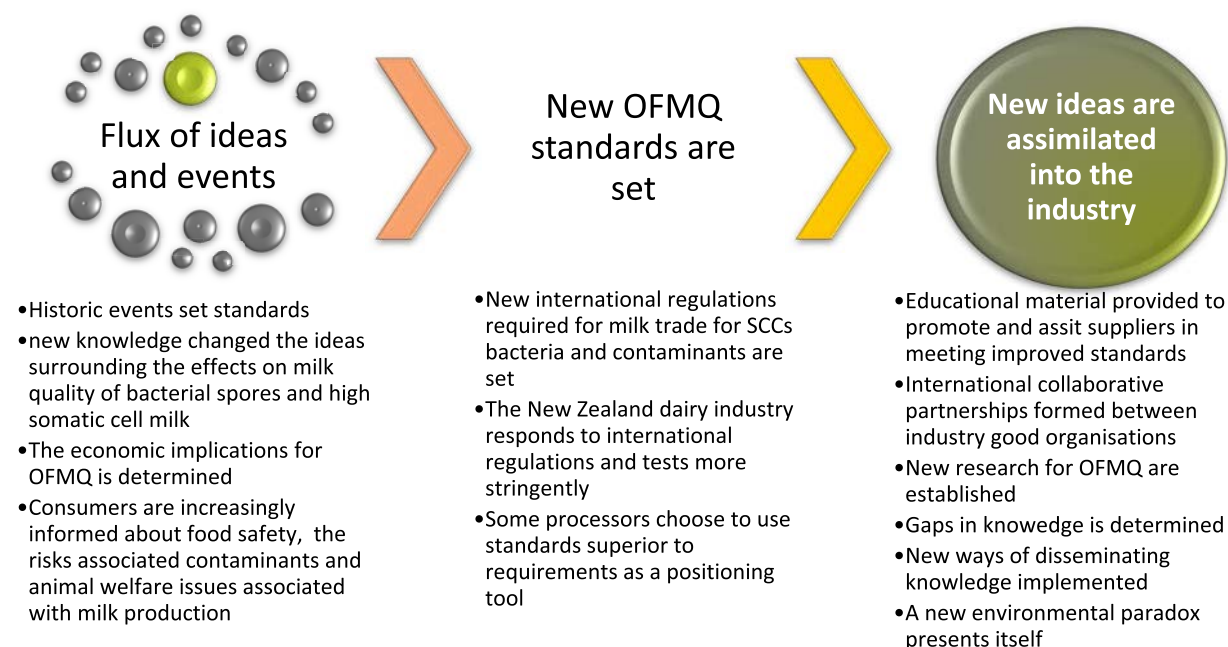 Flux of ideas
and events
•Historic events set standards
•new knowledge changed the ideas
surrounding the effects on milk
quality of bacterial spores and high
somatic cell milk
•The economic implications for
OFMQ is determined
•Consumers are increasingly
informed about food safety,  the
risks associated contaminants and
animal welfare issues associated
with milk production
New OFMQ
standards are
set
•New international regulations
required for milk trade for SCCs
bacteria and contaminants are
set
•The New Zealand dairy industry
responds to international
regulations and tests more
stringently
•Some processors choose to use
standards superior to
requirements as a positioning
tool
New ideas are
assimilated
into the
industry
•Educational material provided to
promote and assit suppliers in
meeting improved standards
•International collaborative
partnerships formed between
industry good organisations
•New research for OFMQ are
established
•Gaps in knowedge is determined
•New ways of disseminating
knowledge implemented
•A new environmental paradox
presents itself